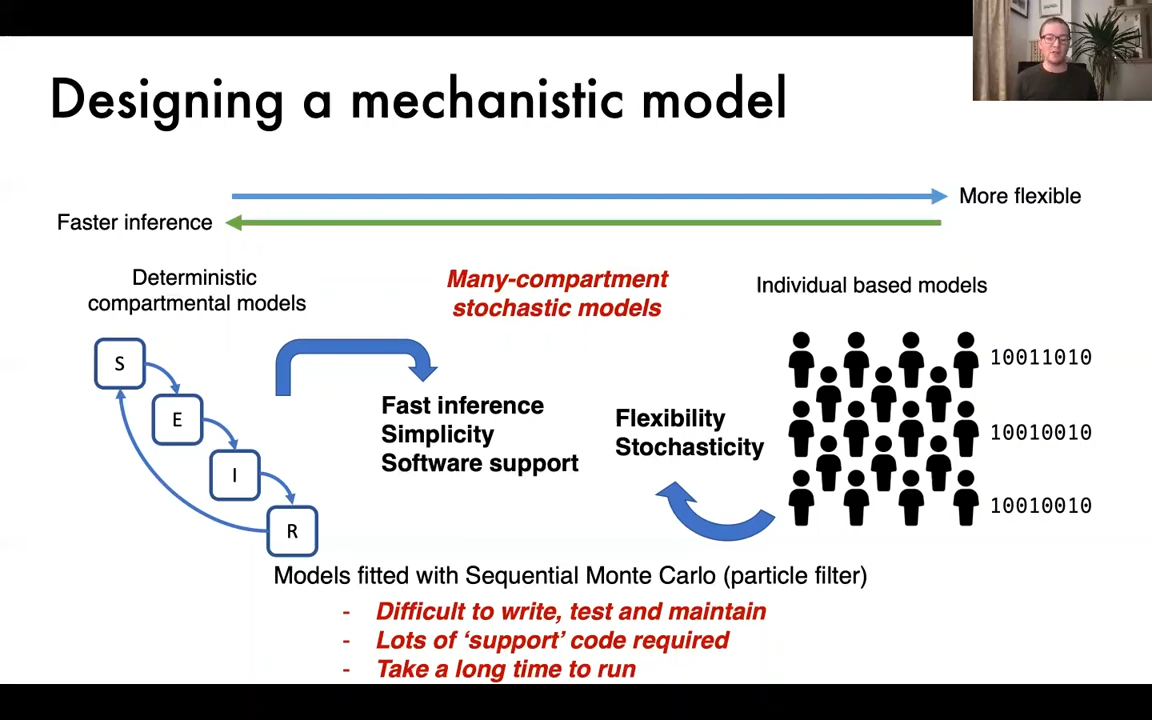 Designing a mechanistic model
More flexible
Faster inference
Deterministic
compartmental models
Many-compartment
stochastic models
Individual based models
S
E
I
R
Fast inference
Simplicity
Software support
Flexibility
Stochasticity
10011010
10010010
10010010
Models fitted with Sequential Monte Carlo (particle filter)
- Difficult to write, test and maintain
- Lots of ‘support’ code required
- Take a long time to run